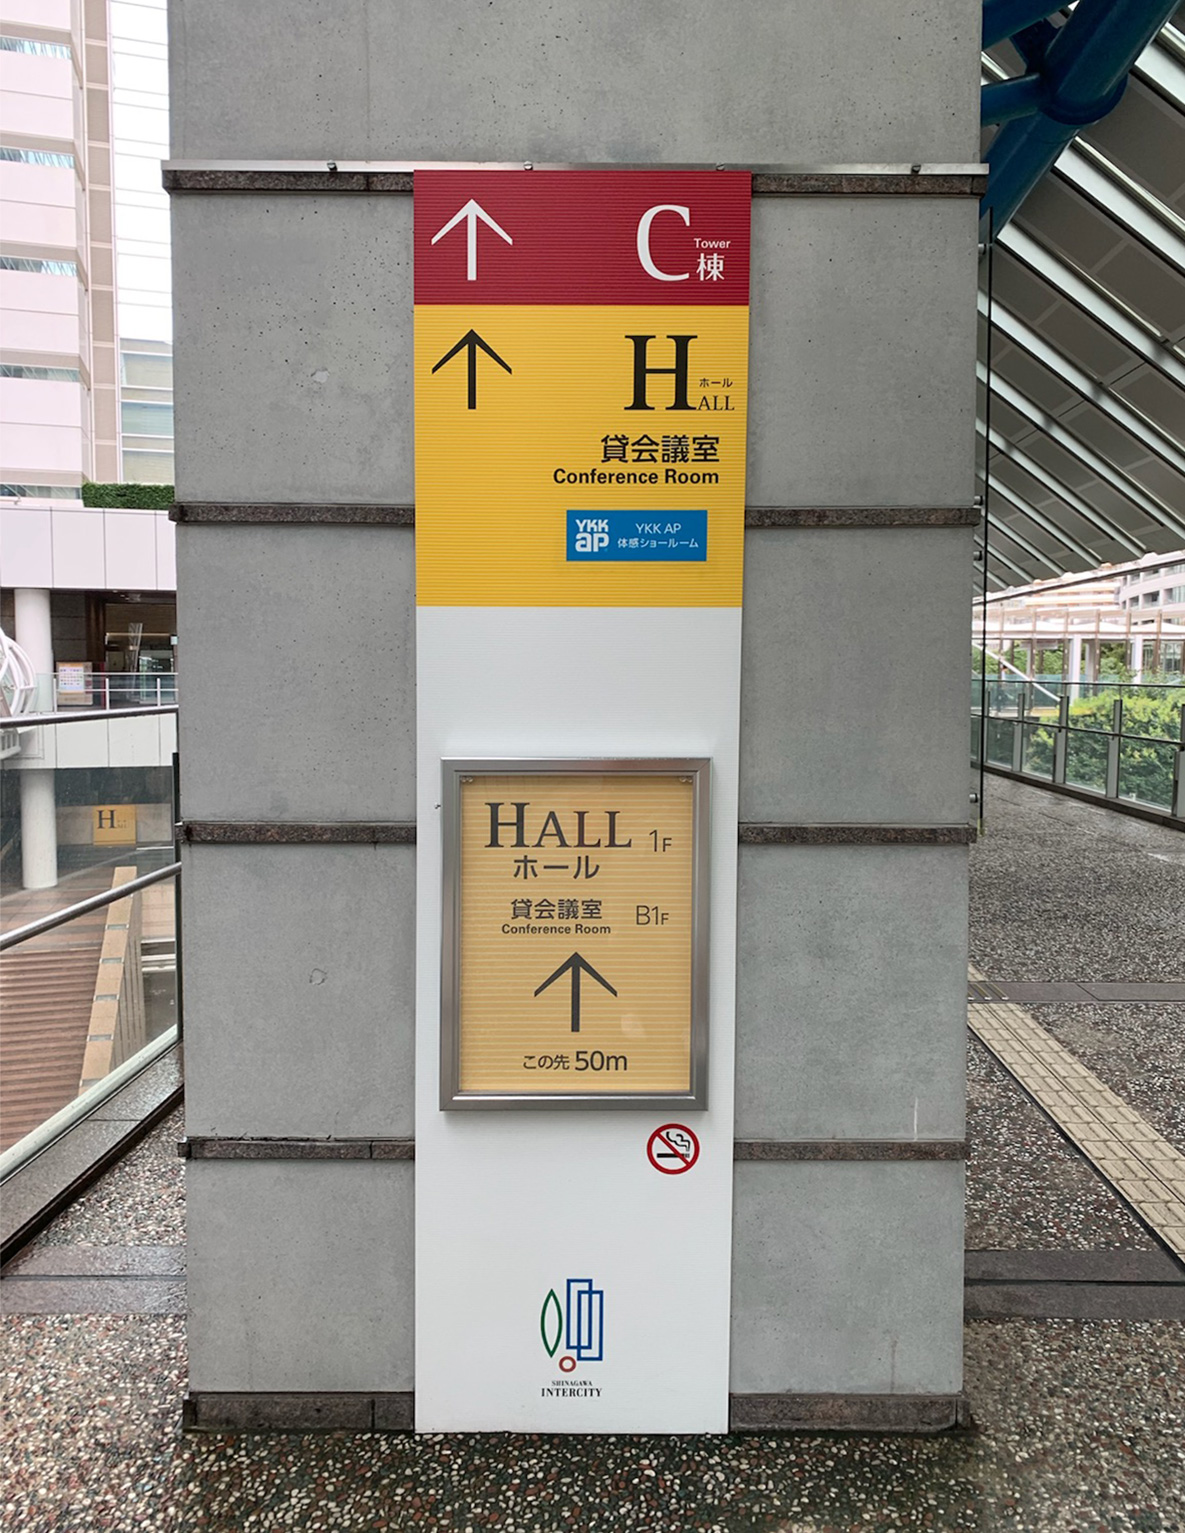 C Tower
棟
H ホール
ALL
貸会議室
Conference Room
YKK
ap
YKK AP
体感ショールーム
HALL 1F
ホール
貸会議室 B1F
Conference Room
この先 50m
SHINAGAWA
INTERCITY
H